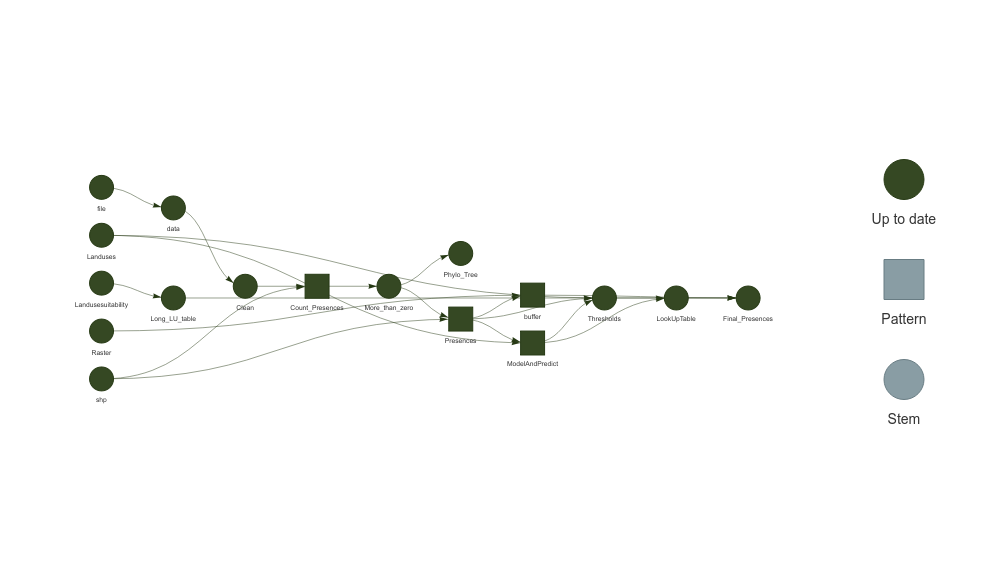 file
data
Landuses
Landusesuitability
Long_LU_table
Raster
shp
Clean
Count_Presences
More_than_zero
Phylo_Tree
Presences
buffer
ModelAndPredict
Thresholds
LookUpTable
Final_Presences
Up to date
Pattern
Stem